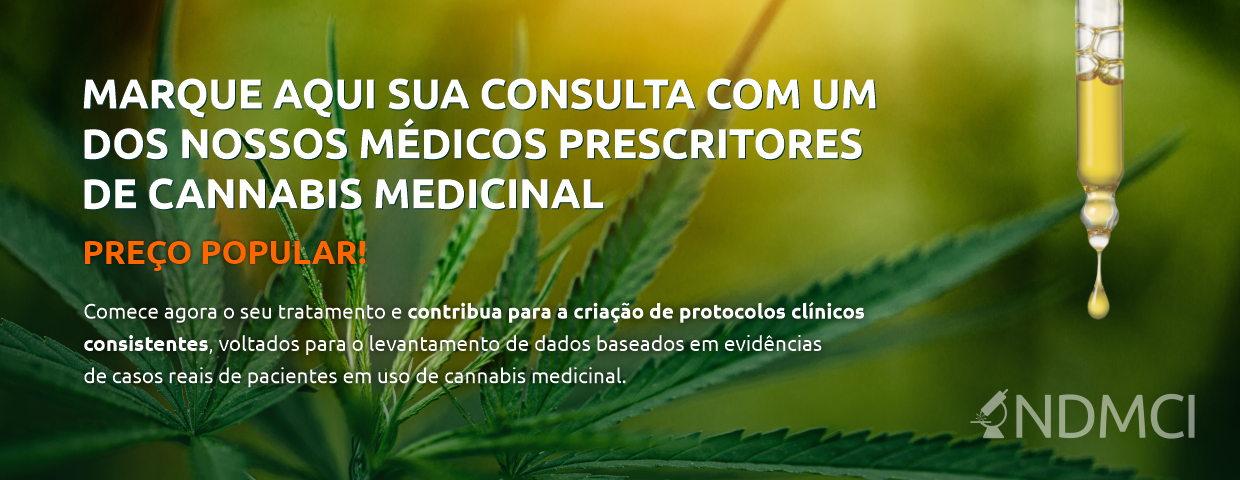 MARQUE AQUI SUA CONSULTA COM UM
DOS NOSSOS MÉDICOS PRESCRITORES
DE CANNABIS MEDICINAL
PREÇO POPULAR!
Comece agora o seu tratamento e contribua para a criação de protocolos clínicos
consistentes, voltados para o levantamento de dados baseados em evidências
de casos reais de pacientes em uso de cannabis medicinal.
NDMCI